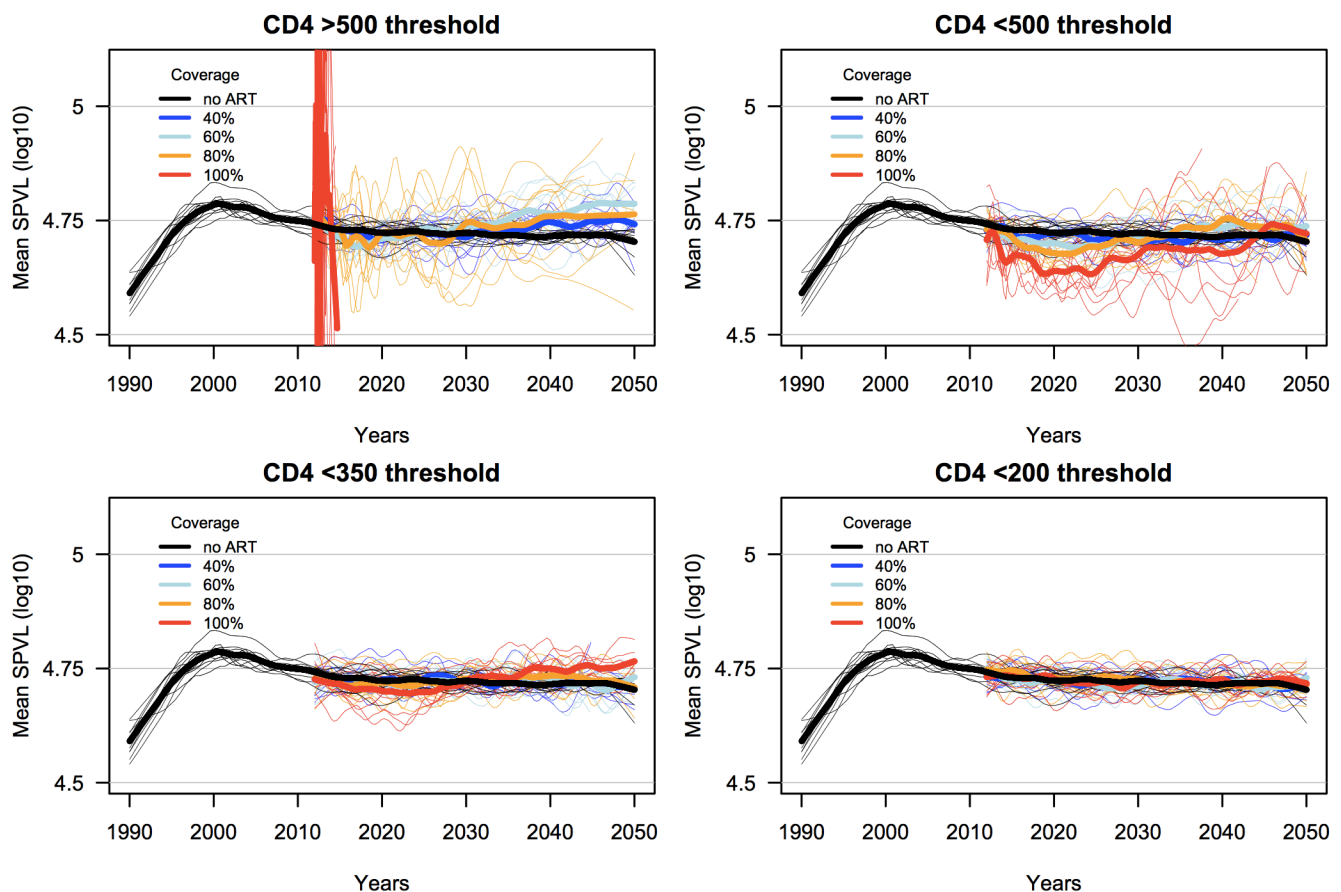 CD4 >500 threshold
Mean SPVL (log10)
5
4.75
4.5
Coverage
no ART
40%
60%
80%
100%
1990 2000 2010 2020 2030 2040 2050
Years
CD4 <500 threshold
Mean SPVL (log10)
5
4.75
4.5
Coverage
no ART
40%
60%
80%
100%
1990 2000 2010 2020 2030 2040 2050
Years
CD4 <350 threshold
Mean SPVL (log10)
5
4.75
4.5
Coverage
no ART
40%
60%
80%
100%
1990 2000 2010 2020 2030 2040 2050
Years
CD4 <200 threshold
Mean SPVL (log10)
5
4.75
4.5
Coverage
no ART
40%
60%
80%
100%
1990 2000 2010 2020 2030 2040 2050
Years